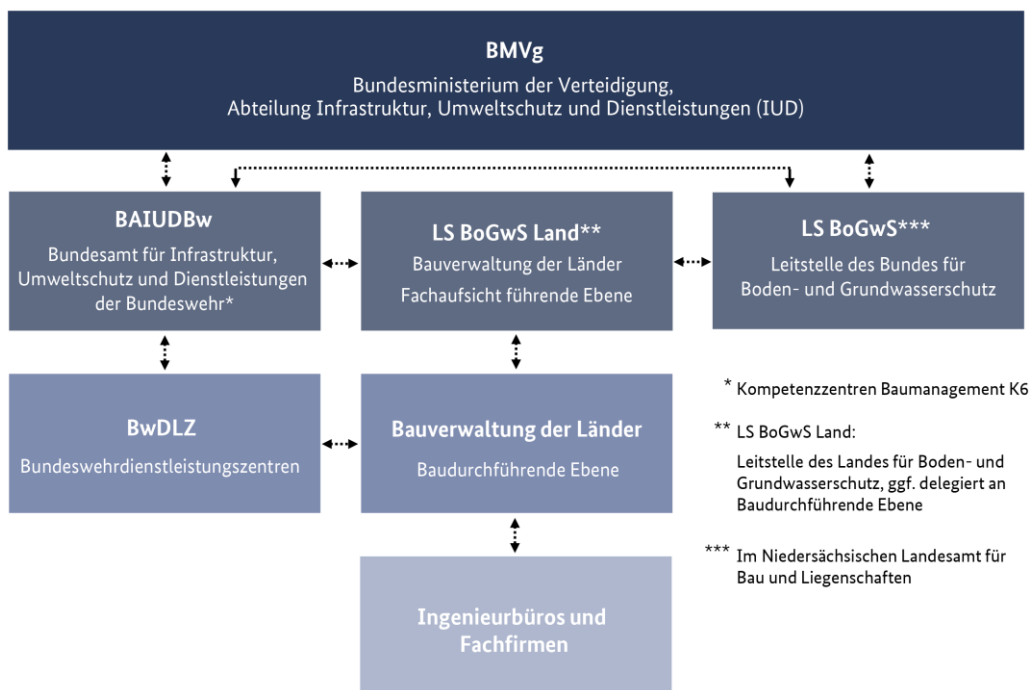 BMVg
Bundesministerium der Verteidigung,
Abteilung Infrastruktur, Umweltschutz und Dienstleistungen (IUD)
BAIUDBw
Bundesamt für Infrastruktur,
Umweltschutz und Dienstleistungen
der Bundeswehr*
LS BoGwS Land**
Bauverwaltung der Länder
Fachaufsicht führende Ebene
LS BoGwS***
Leitstelle des Bundes für
Boden- und Grundwasserschutz
BwDLZ
Bundeswehrdienstleistungszentren
Bauverwaltung der Länder
Baudurchführende Ebene
* Kompetenzzentren Baumanagement K6
** LS BoGwS Land:
Leitstelle des Landes für Boden- und
Grundwasserschutz, ggf. delegiert an
Baudurchführende Ebene
*** Im Niedersächsischen Landesamt für
Bau und Liegenschaften
Ingenieurbüros und
Fachfirmen